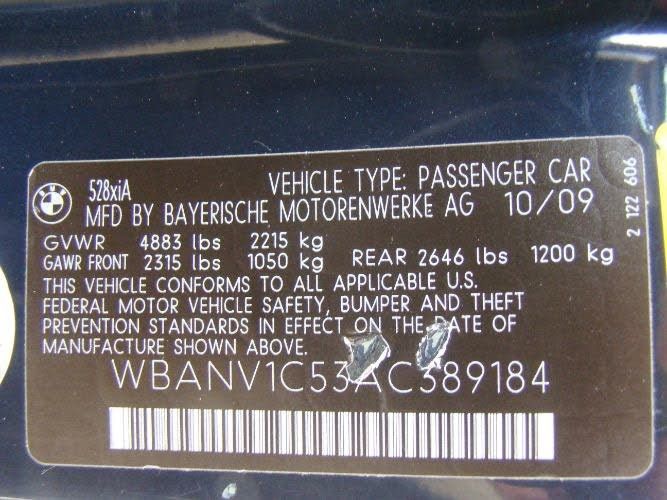 BMW
528xiA
VEHICLE TYPE: PASSENGER CAR
MFD BY BAYERISCHE MOTORENWERKE AG 10/09
GVWR 4883 lbs 2215 kg
GAWR FRONT 2315 lbs 1050 kg REAR 2646 lbs 1200 kg
THIS VEHICLE CONFORMS TO ALL APPLICABLE U.S.
FEDERAL MOTOR VEHICLE SAFETY, BUMPER AND THEFT
PREVENTION STANDARDS IN EFFECT ON THE DATE OF
MANUFACTURE SHOWN ABOVE.
WBANV1C53AC389184
2 122 606